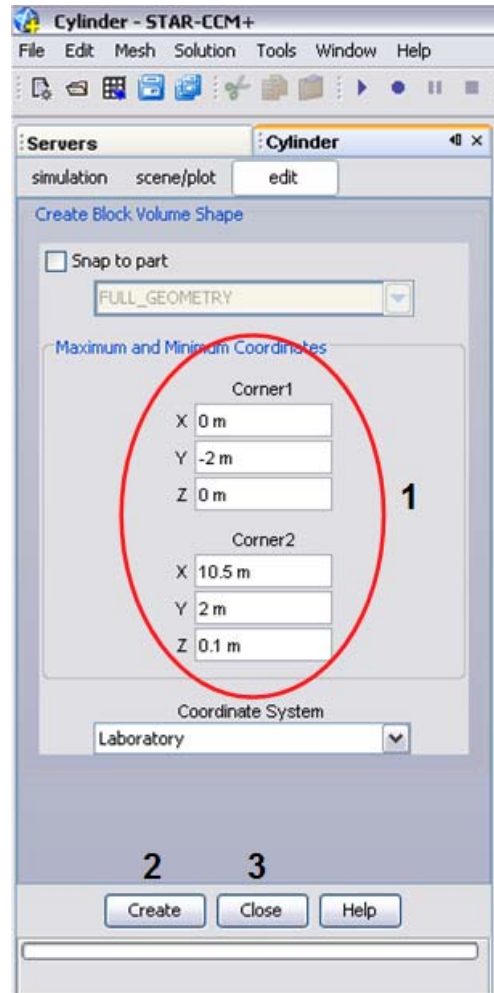 Cylinder - STAR-CCM+
File Edit Mesh Solution Tools Window Help
Servers Cylinder
simulation scene/plot edit
Create Block Volume Shape
Snap to part
FULL_GEOMETRY
Maximum and Minimum Coordinates
Corner1
X 0 m
Y -2 m
Z 0 m
1
Corner2
X 10.5 m
Y 2 m
Z 0.1 m
Coordinate System
Laboratory
2 3
Create Close Help